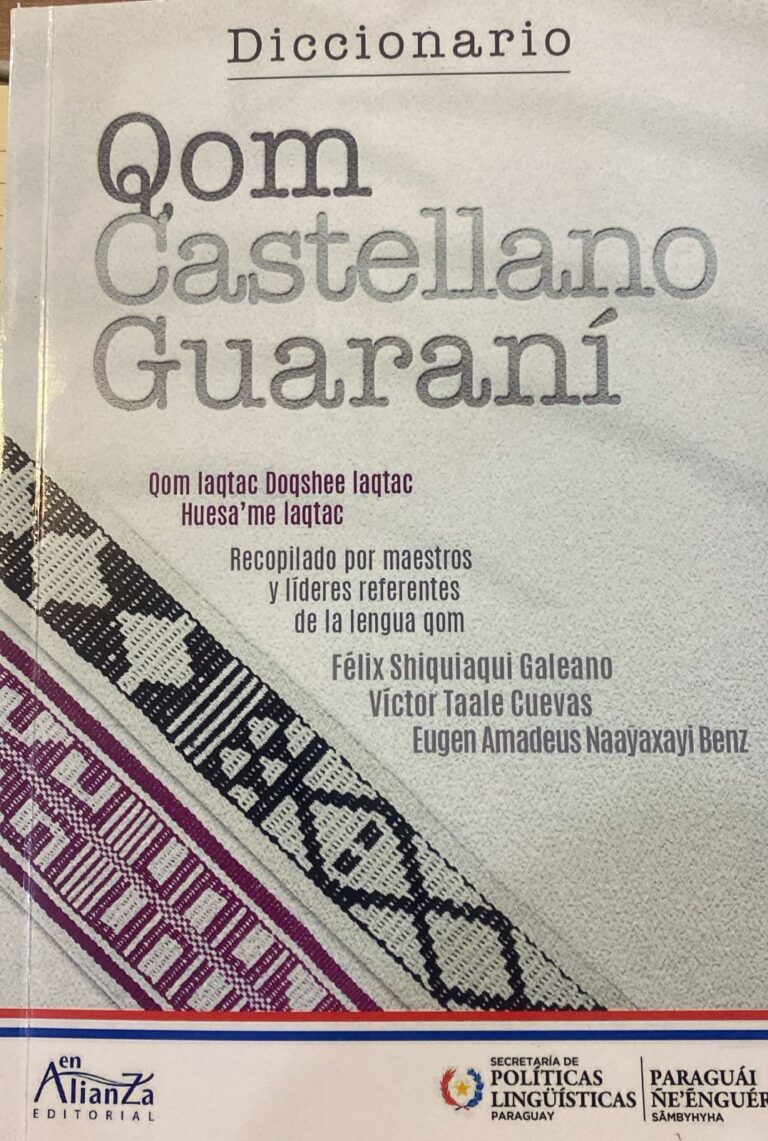 Diccionario
Qom
Castellano
Guaraní
Qom laqtac Doqshee laqtac
Huesa'me laqtac
Recopilado por maestros
y líderes referentes
de la lengua qom
Félix Shiquiaqui Galeano
Víctor Taale Cuevas
Eugen Amadeus Naaỹaxaỹi Benz
en
AlianZa
EDITORIAL
SECRETARÍA DE
POLÍTICAS
LINGÜÍSTICAS
PARAGUAY
PARAGUÁI
ÑE'ẼNGUÉR
SÃMBYHYHA